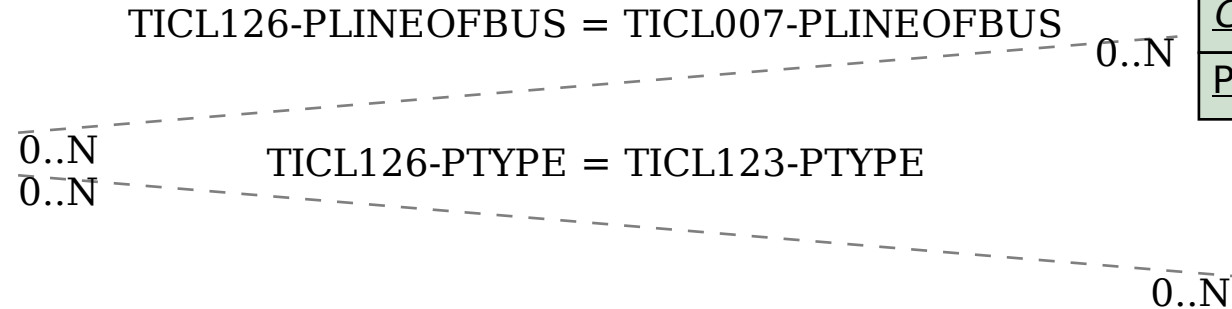 TICL126-PLINEOFBUS = TICL007-PLINEOFBUS
0..N
0..N
TICL126-PTYPE = TICL123-PTYPE
0..N
0..N